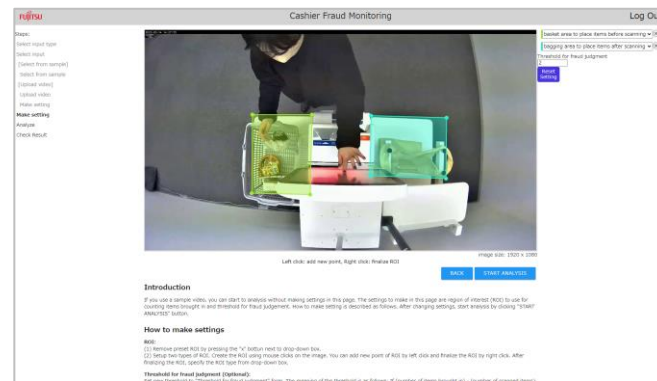 FUJITSU
Cashier Fraud Monitoring
Log Ou
Steps:
Select input type
Select input
[Select from sample]
Select from sample
[Upload video]
Upload video
Make setting
Make setting
Analyze
Check Result
basket area to place items before scanning
bagging area to place items after scanning
Threshold for fraud judgment
2
Reset
Setting
image size: 1920 x 1080
Left click: add new point, Right click: finalize ROI
BACK
START ANALYSIS
Introduction
If you use a sample video, you can start to analysis without making settings in this page. The settings to make in this page are region of interest (ROI) to use for
counting items brought in and threshold for fraud judgement. How to make setting is described as follows. After changing settings, start analysis by clicking "START
ANALYSIS" button.
How to make settings
ROI:
(1) Remove preset ROI by pressing the "x" button next to drop-down box.
(2) Setup two types of ROI. Create the ROI using mouse clicks on the image. You can add new point of ROI by left click and finalize the ROI by right click. After
finalizing the ROI, specify the ROI type from drop-down box.
Threshold for fraud judgment (Optional):